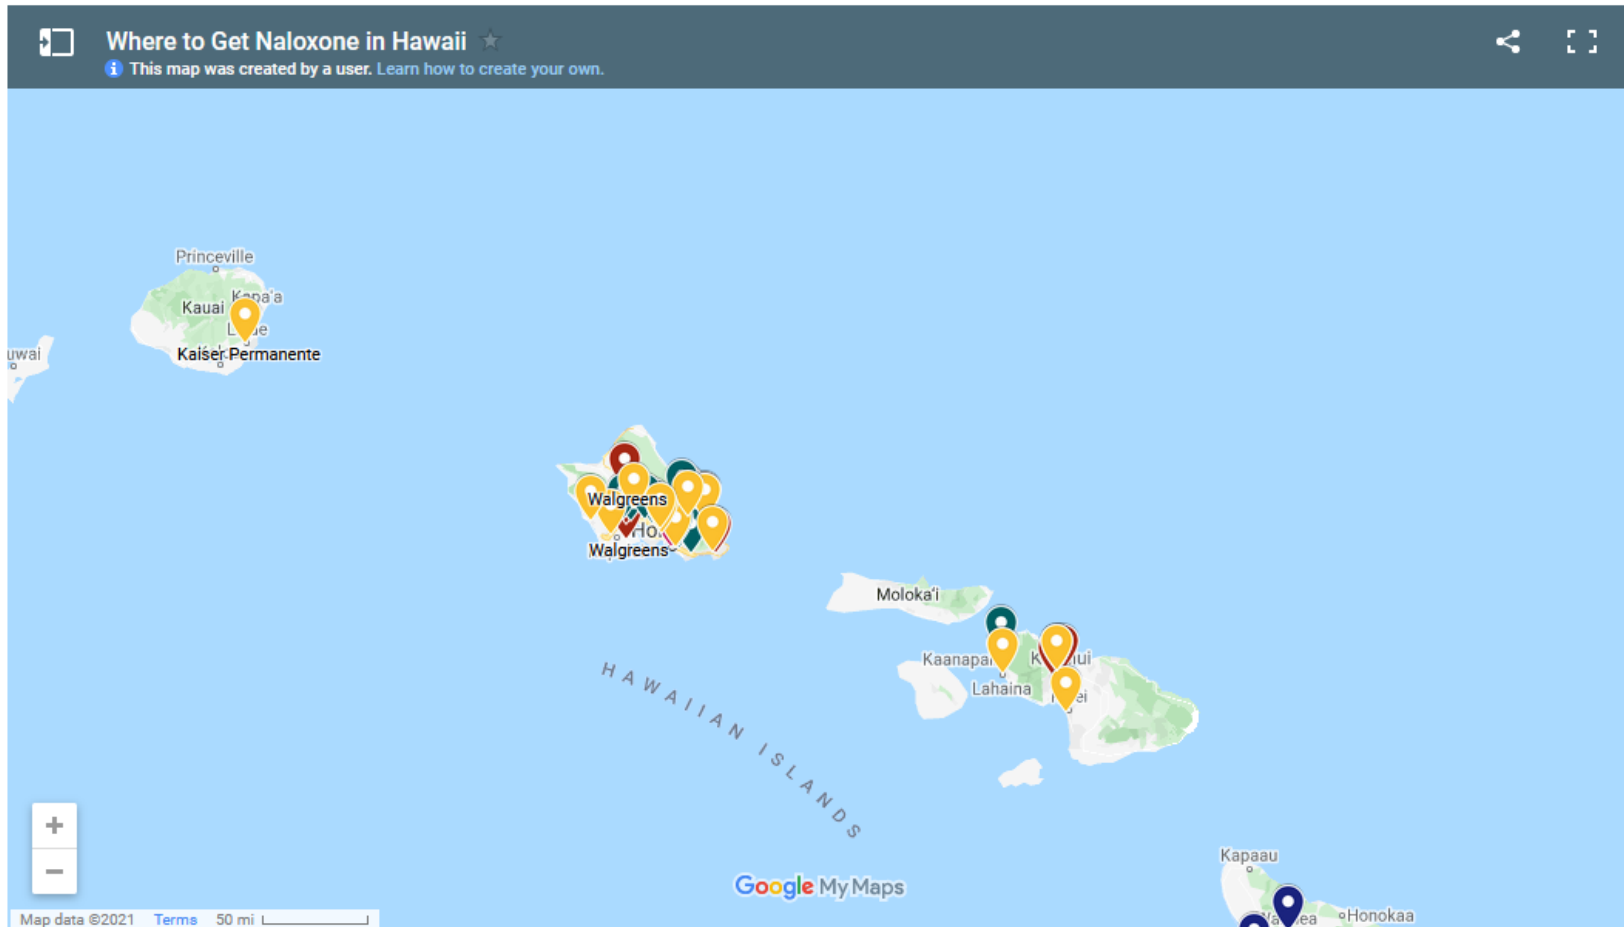 Where to Get Naloxone in Hawaii
This map was created by a user. Learn how to create your own.
Princeville
Kauai
Kaiser Permanente
uwai
Walgreens
Walgreens
Moloka'i
Lahaina
HAWAIIAN ISLANDS
Kapaau
Honokaa
Google My Maps
Map data ©2021 Terms 50 mi